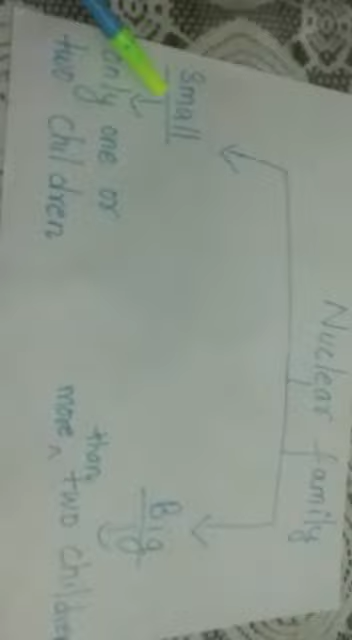 Nuclear family
Small
only one or
two children
Big
more than two children